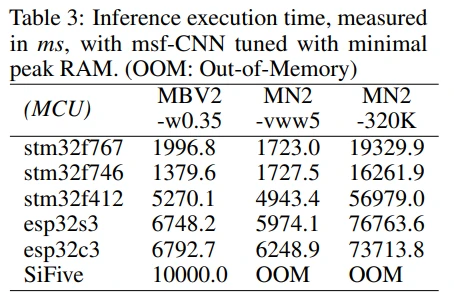 Table 3: Inference execution time, measured
in ms, with msf-CNN tuned with minimal
peak RAM. (OOM: Out-of-Memory)
(MCU) MBV2 -w0.35 MN2 -vww5 MN2 -320K
stm32f767 1996.8 1723.0 19329.9
stm32f746 1379.6 1727.5 16261.9
stm32f412 5270.1 4943.4 56979.0
esp32s3 6748.2 5974.1 76763.6
esp32c3 6792.7 6248.9 73713.8
SiFive 10000.0 OOM OOM